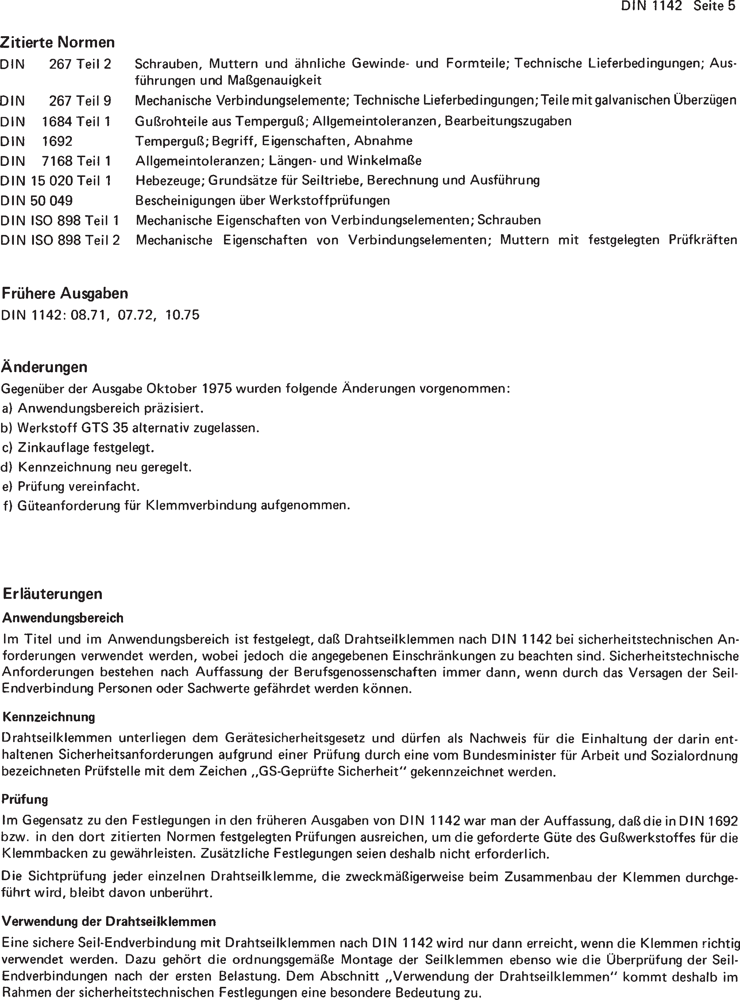 DIN 1142 Seite 5
Zitierte Normen
DIN 267 Teil 2 Schrauben, Muttern und ähnliche Gewinde- und Formteile; Technische Lieferbedingungen; Aus-
führungen und Maßgenauigkeit
DIN 267 Teil 9 Mechanische Verbindungselemente; Technische Lieferbedingungen; Teile mit galvanischen Überzügen
DIN 1684 Teil 1 Gußrohteile aus Temperguß; Allgemeintoleranzen, Bearbeitungszugaben
DIN 1692 Temperguß; Begriff, Eigenschaften, Abnahme
DIN 7168 Teil 1 Allgemeintoleranzen; Längen- und Winkelmaße
DIN 15 020 Teil 1 Hebezeuge; Grundsätze für Seiltriebe, Berechnung und Ausführung
DIN 50 049 Bescheinigungen über Werkstoffprüfungen
DIN ISO 898 Teil 1 Mechanische Eigenschaften von Verbindungselementen; Schrauben
DIN ISO 898 Teil 2 Mechanische Eigenschaften von Verbindungselementen; Muttern mit festgelegten Prüfkräften
Frühere Ausgaben
DIN 1142: 08.71, 07.72, 10.75
Änderungen
Gegenüber der Ausgabe Oktober 1975 wurden folgende Änderungen vorgenommen:
a) Anwendungsbereich präzisiert.
b) Werkstoff GTS 35 alternativ zugelassen.
c) Zinkauflage festgelegt.
d) Kennzeichnung neu geregelt.
e) Prüfung vereinfacht.
f) Güteanforderung für Klemmverbindung aufgenommen.
Erläuterungen
Anwendungsbereich
Im Titel und im Anwendungsbereich ist festgelegt, daß Drahtseilklemmen nach DIN 1142 bei sicherheitstechnischen An-
forderungen verwendet werden, wobei jedoch die angegebenen Einschränkungen zu beachten sind. Sicherheitstechnische
Anforderungen bestehen nach Auffassung der Berufsgenossenschaften immer dann, wenn durch das Versagen der Seil-
Endverbindung Personen oder Sachwerte gefährdet werden können.
Kennzeichnung
Drahtseilklemmen unterliegen dem Gerätesicherheitsgesetz und dürfen als Nachweis für die Einhaltung der darin ent-
haltenen Sicherheitsanforderungen aufgrund einer Prüfung durch eine vom Bundesminister für Arbeit und Sozialordnung
bezeichneten Prüfstelle mit dem Zeichen „GS-Geprüfte Sicherheit" gekennzeichnet werden.
Prüfung
Im Gegensatz zu den Festlegungen in den früheren Ausgaben von DIN 1142 war man der Auffassung, daß die in DIN 1692
bzw. in den dort zitierten Normen festgelegten Prüfungen ausreichen, um die geforderte Güte des Gußwerkstoffes für die
Klemmbacken zu gewährleisten. Zusätzliche Festlegungen seien deshalb nicht erforderlich.
Die Sichtprüfung jeder einzelnen Drahtseilklemme, die zweckmäßigerweise beim Zusammenbau der Klemmen durchge-
führt wird, bleibt davon unberührt.
Verwendung der Drahtseilklemmen
Eine sichere Seil-Endverbindung mit Drahtseilklemmen nach DIN 1142 wird nur dann erreicht, wenn die Klemmen richtig
verwendet werden. Dazu gehört die ordnungsgemäße Montage der Seilklemmen ebenso wie die Überprüfung der Seil-
Endverbindungen nach der ersten Belastung. Dem Abschnitt „Verwendung der Drahtseilklemmen" kommt deshalb im
Rahmen der sicherheitstechnischen Festlegungen eine besondere Bedeutung zu.